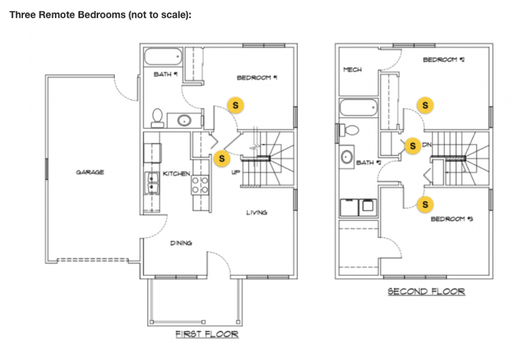 Three Remote Bedrooms (not to scale):
BATH #1
BEDROOM #1
S
S
GARAGE
KITCHEN
UP
LIVING
DINING
FIRST FLOOR
MECH
BEDROOM #2
S
S
DN
BATH #2
S
BEDROOM #3
SECOND FLOOR